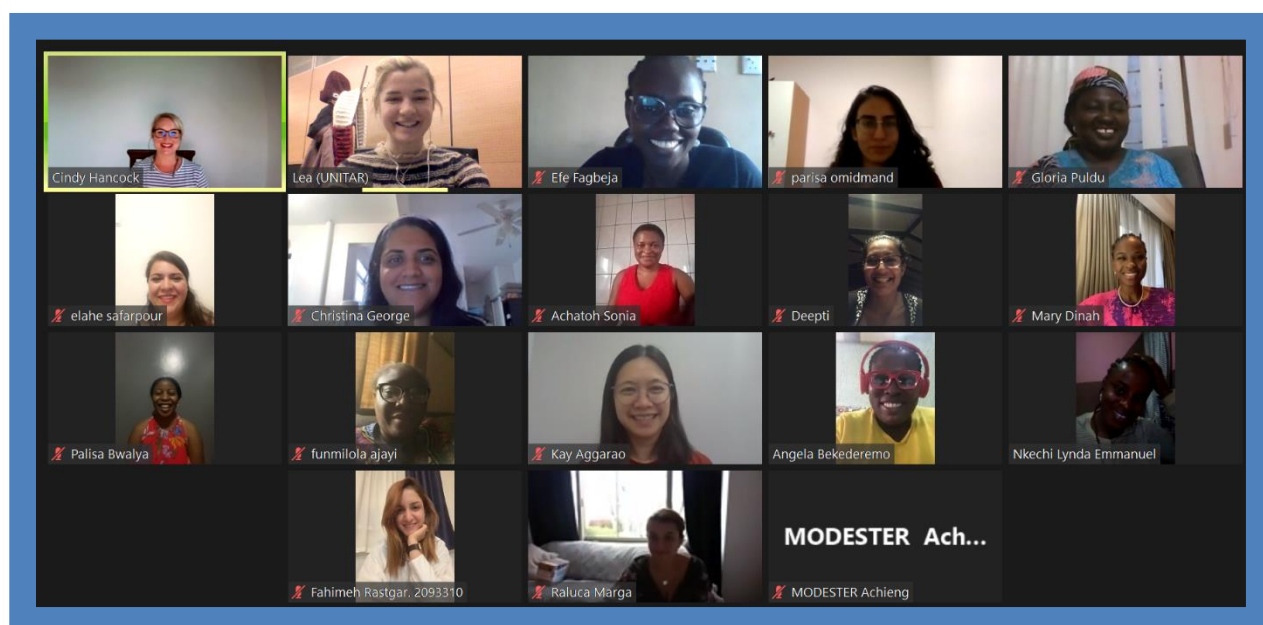 Cindy Hancock
Lea (UNITAR)
Efe Fagbeja
parisa omidmand
Gloria Puldu
elahe safarpour
Christina George
Achatoh Sonia
Deepti
Mary Dinah
Palisa Bwalya
funmilola ajayi
Kay Aggarao
Angela Bekederemo
Nkechi Lynda Emmanuel
Fahimeh Rastgar. 2093310
Raluca Marga
MODESTER Ach...
MODESTER Achieng